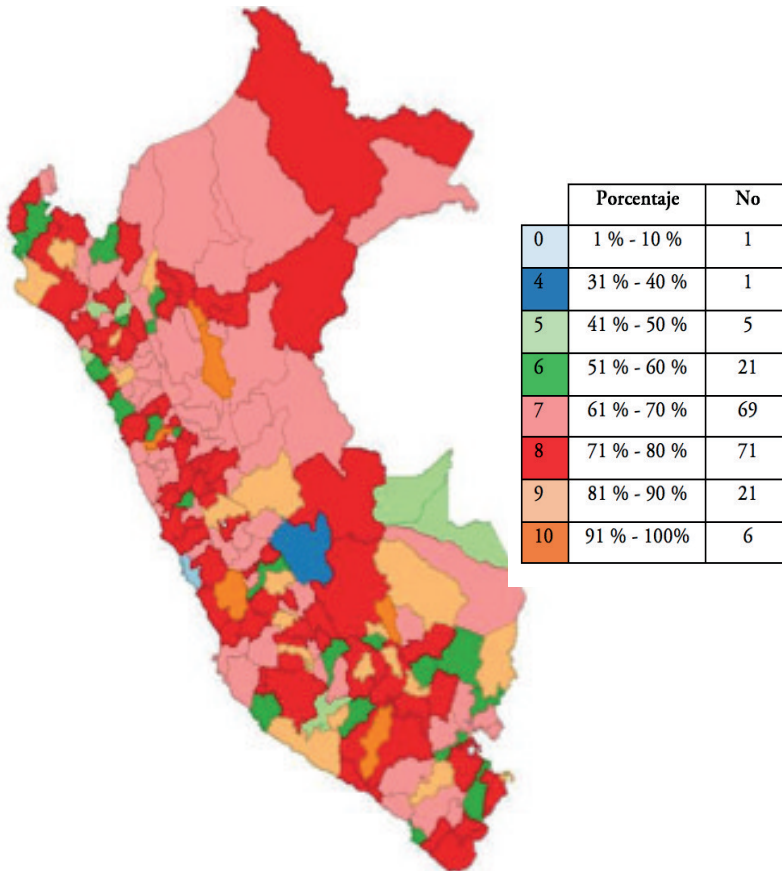 Porcentaje No
0 1 % - 10 % 1
4 31 % - 40 % 1
5 41 % - 50 % 5
6 51 % - 60 % 21
7 61 % - 70 % 69
8 71 % - 80 % 71
9 81 % - 90 % 21
10 91 % - 100% 6